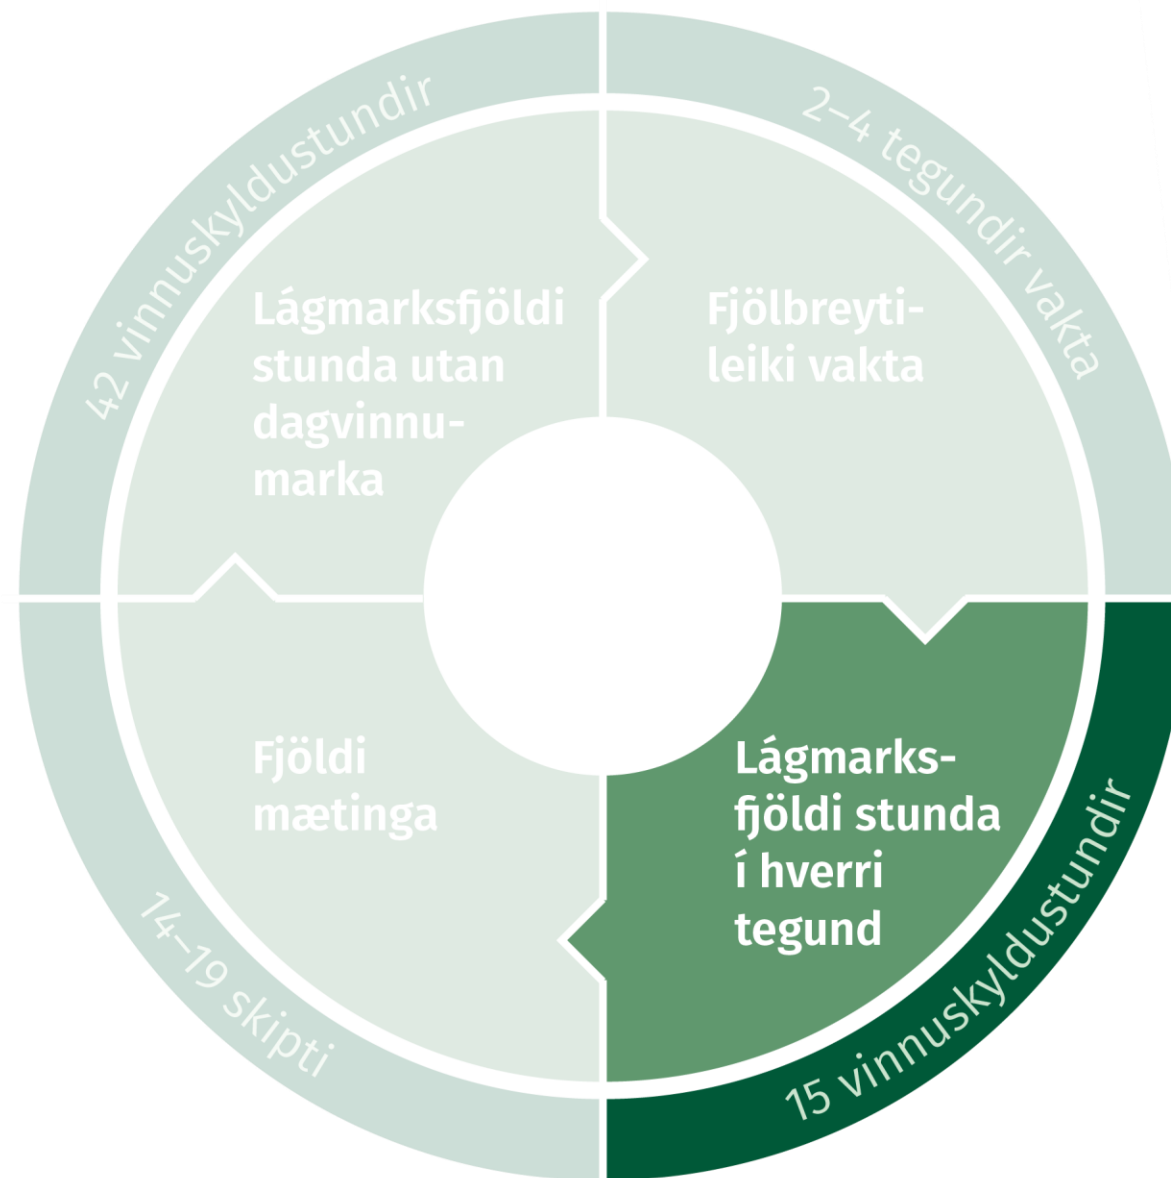 42 vinnuskyldustundir
Lágmarksfjöldi
stunda utan
dagvinnu-
marka
2–4 tegundir vakta
Fjölbreyti-
leiki vakta
Fjöldi
mætinga
14–19 skipti
Lágmarks-
fjöldi stunda
í hverri
tegund
15 vinnuskyldustundir